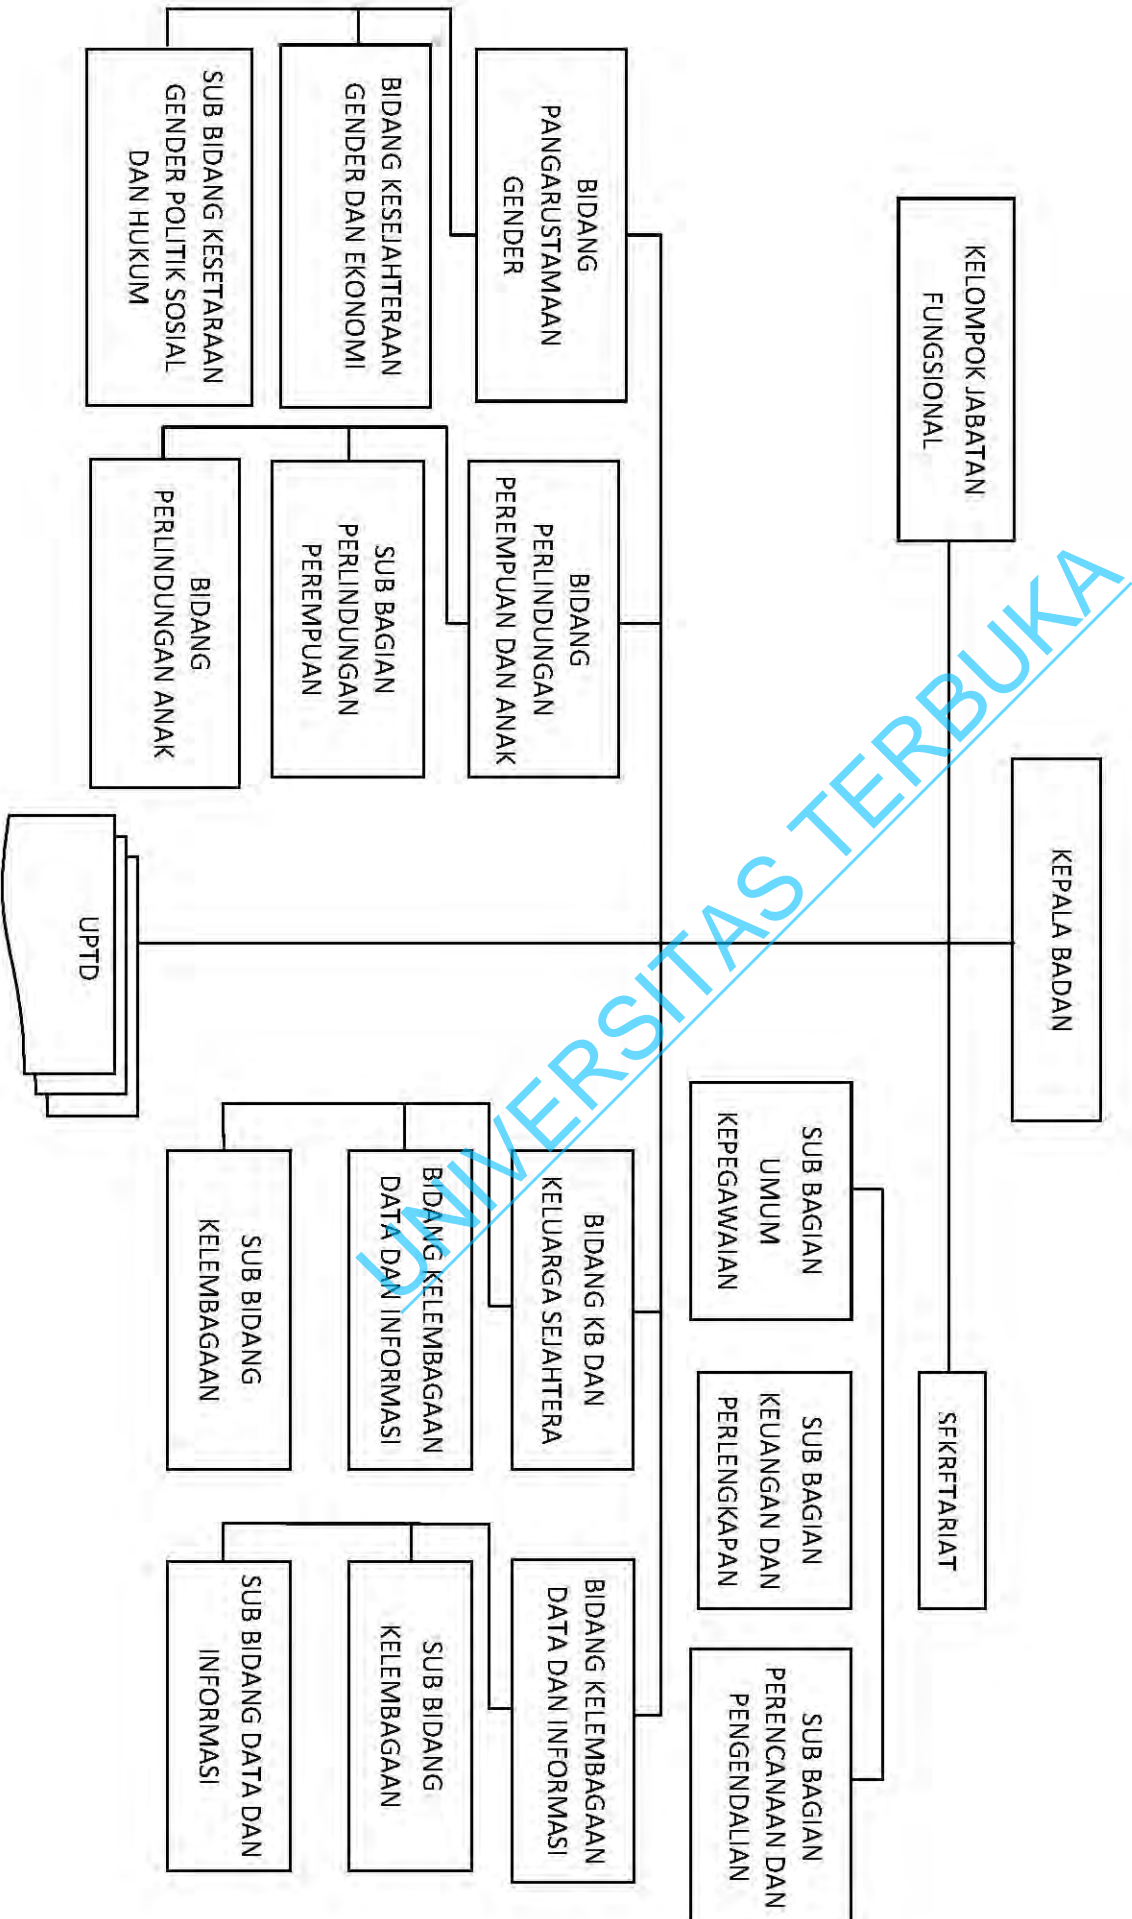 KEPALA BADAN
KELOMPOK JABATAN
FUNGSIONAL
SFKRFTARIAT
SUB BAGIAN
UMUM
KEPEGAWAIAN
SUB BAGIAN
KEUANGAN DAN
PERLENGKAPAN
SUB BAGIAN
PERENCANAAN DAN
PENGENDALIAN
BIDANG
PANGARUSTAMAAN
GENDER
BIDANG KESEJAHTERAAN
GENDER DAN EKONOMI
SUB BIDANG KESETARAAN
GENDER POLITIK SOSIAL
DAN HUKUM
BIDANG
PERLINDUNGAN
PEREMPUAN DAN ANAK
SUB BAGIAN
PERLINDUNGAN
PEREMPUAN
BIDANG
PERLINDUNGAN ANAK
BIDANG KB DAN
KELUARGA SEJAHTERA
BIDANG KELEMBAGAAN
DATA DAN INFORMASI
SUB BIDANG
KELEMBAGAAN
BIDANG KELEMBAGAAN
DATA DAN INFORMASI
SUB BIDANG
KELEMBAGAAN
SUB BIDANG DATA DAN
INFORMASI
UPTD
UNIVERSITAS TERBUKA